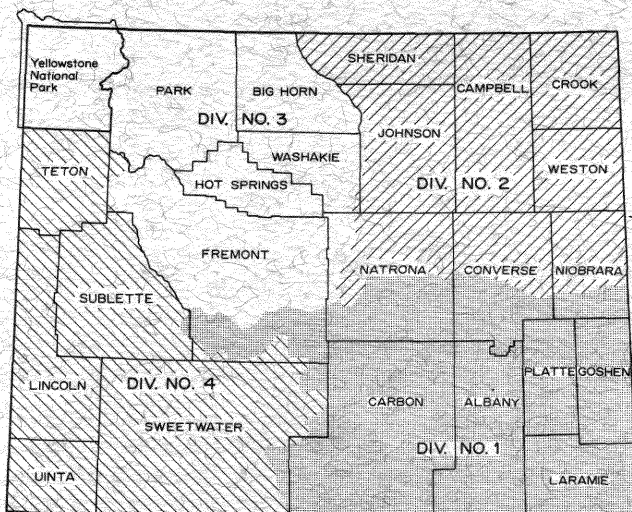 Yellowstone
National
Park
PARK
BIG HORN
SHERIDAN
CAMPBELL
CROOK
DIV. NO. 3
JOHNSON
TETON
WASHAKIE
HOT SPRINGS
DIV. NO. 2
WESTON
FREMONT
NATRONA
CONVERSE
NIOBRARA
SUBLETTE
LINCOLN
DIV. NO. 4
SWEETWATER
CARBON
ALBANY
PLATTE
GOSHEN
DIV. NO. 1
UINTA
LARAMIE